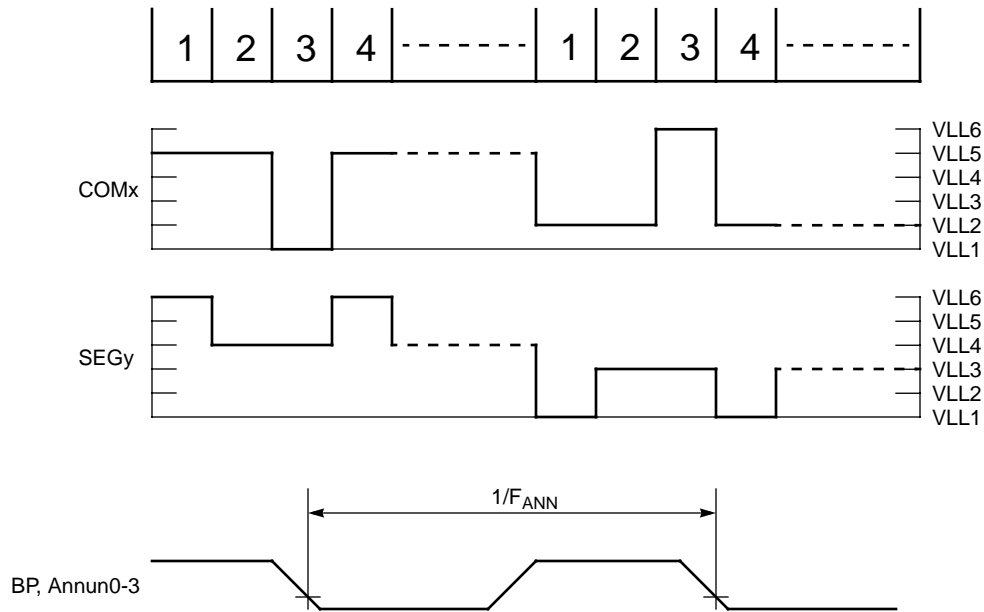 1 2 3 4 1 2 3 4
COMx
VLL6
VLL5
VLL4
VLL3
VLL2
VLL1
SEGy
VLL6
VLL5
VLL4
VLL3
VLL2
VLL1
1/FANN
BP, Annun0-3